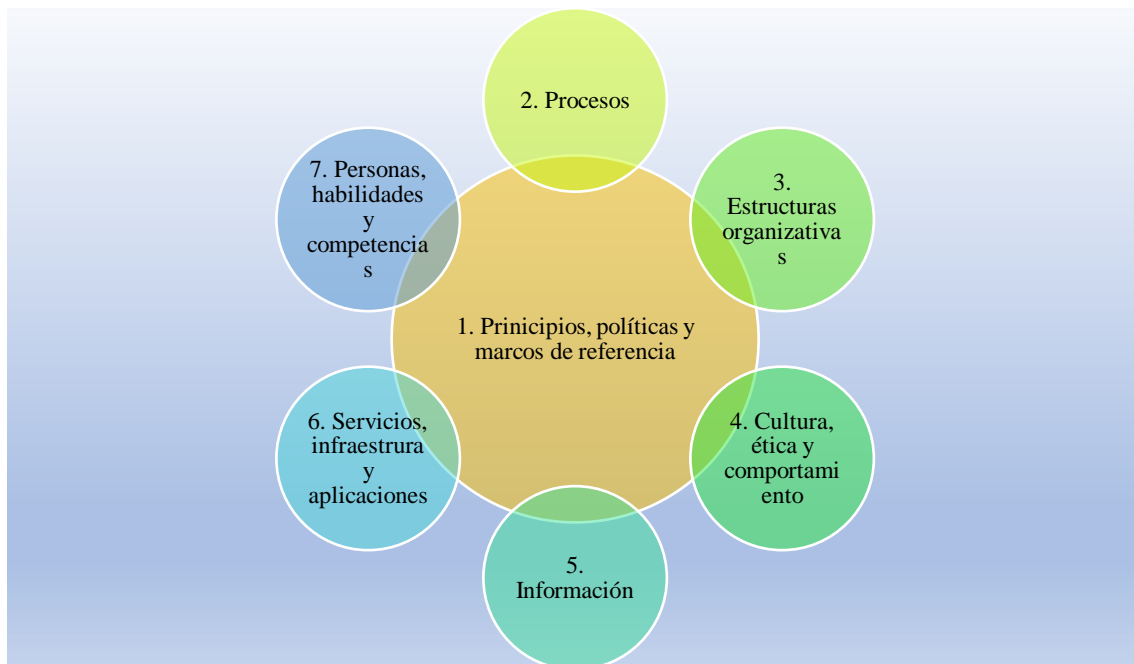 2. Procesos
7. Personas,
habilidades
y
competencia
s
3.
Estructuras
organizativa
s
1. Prinicipios, políticas y
marcos de referencia
6. Servicios,
infraestrura
y
aplicaciones
4. Cultura,
ética y
comportami
ento
5.
Información